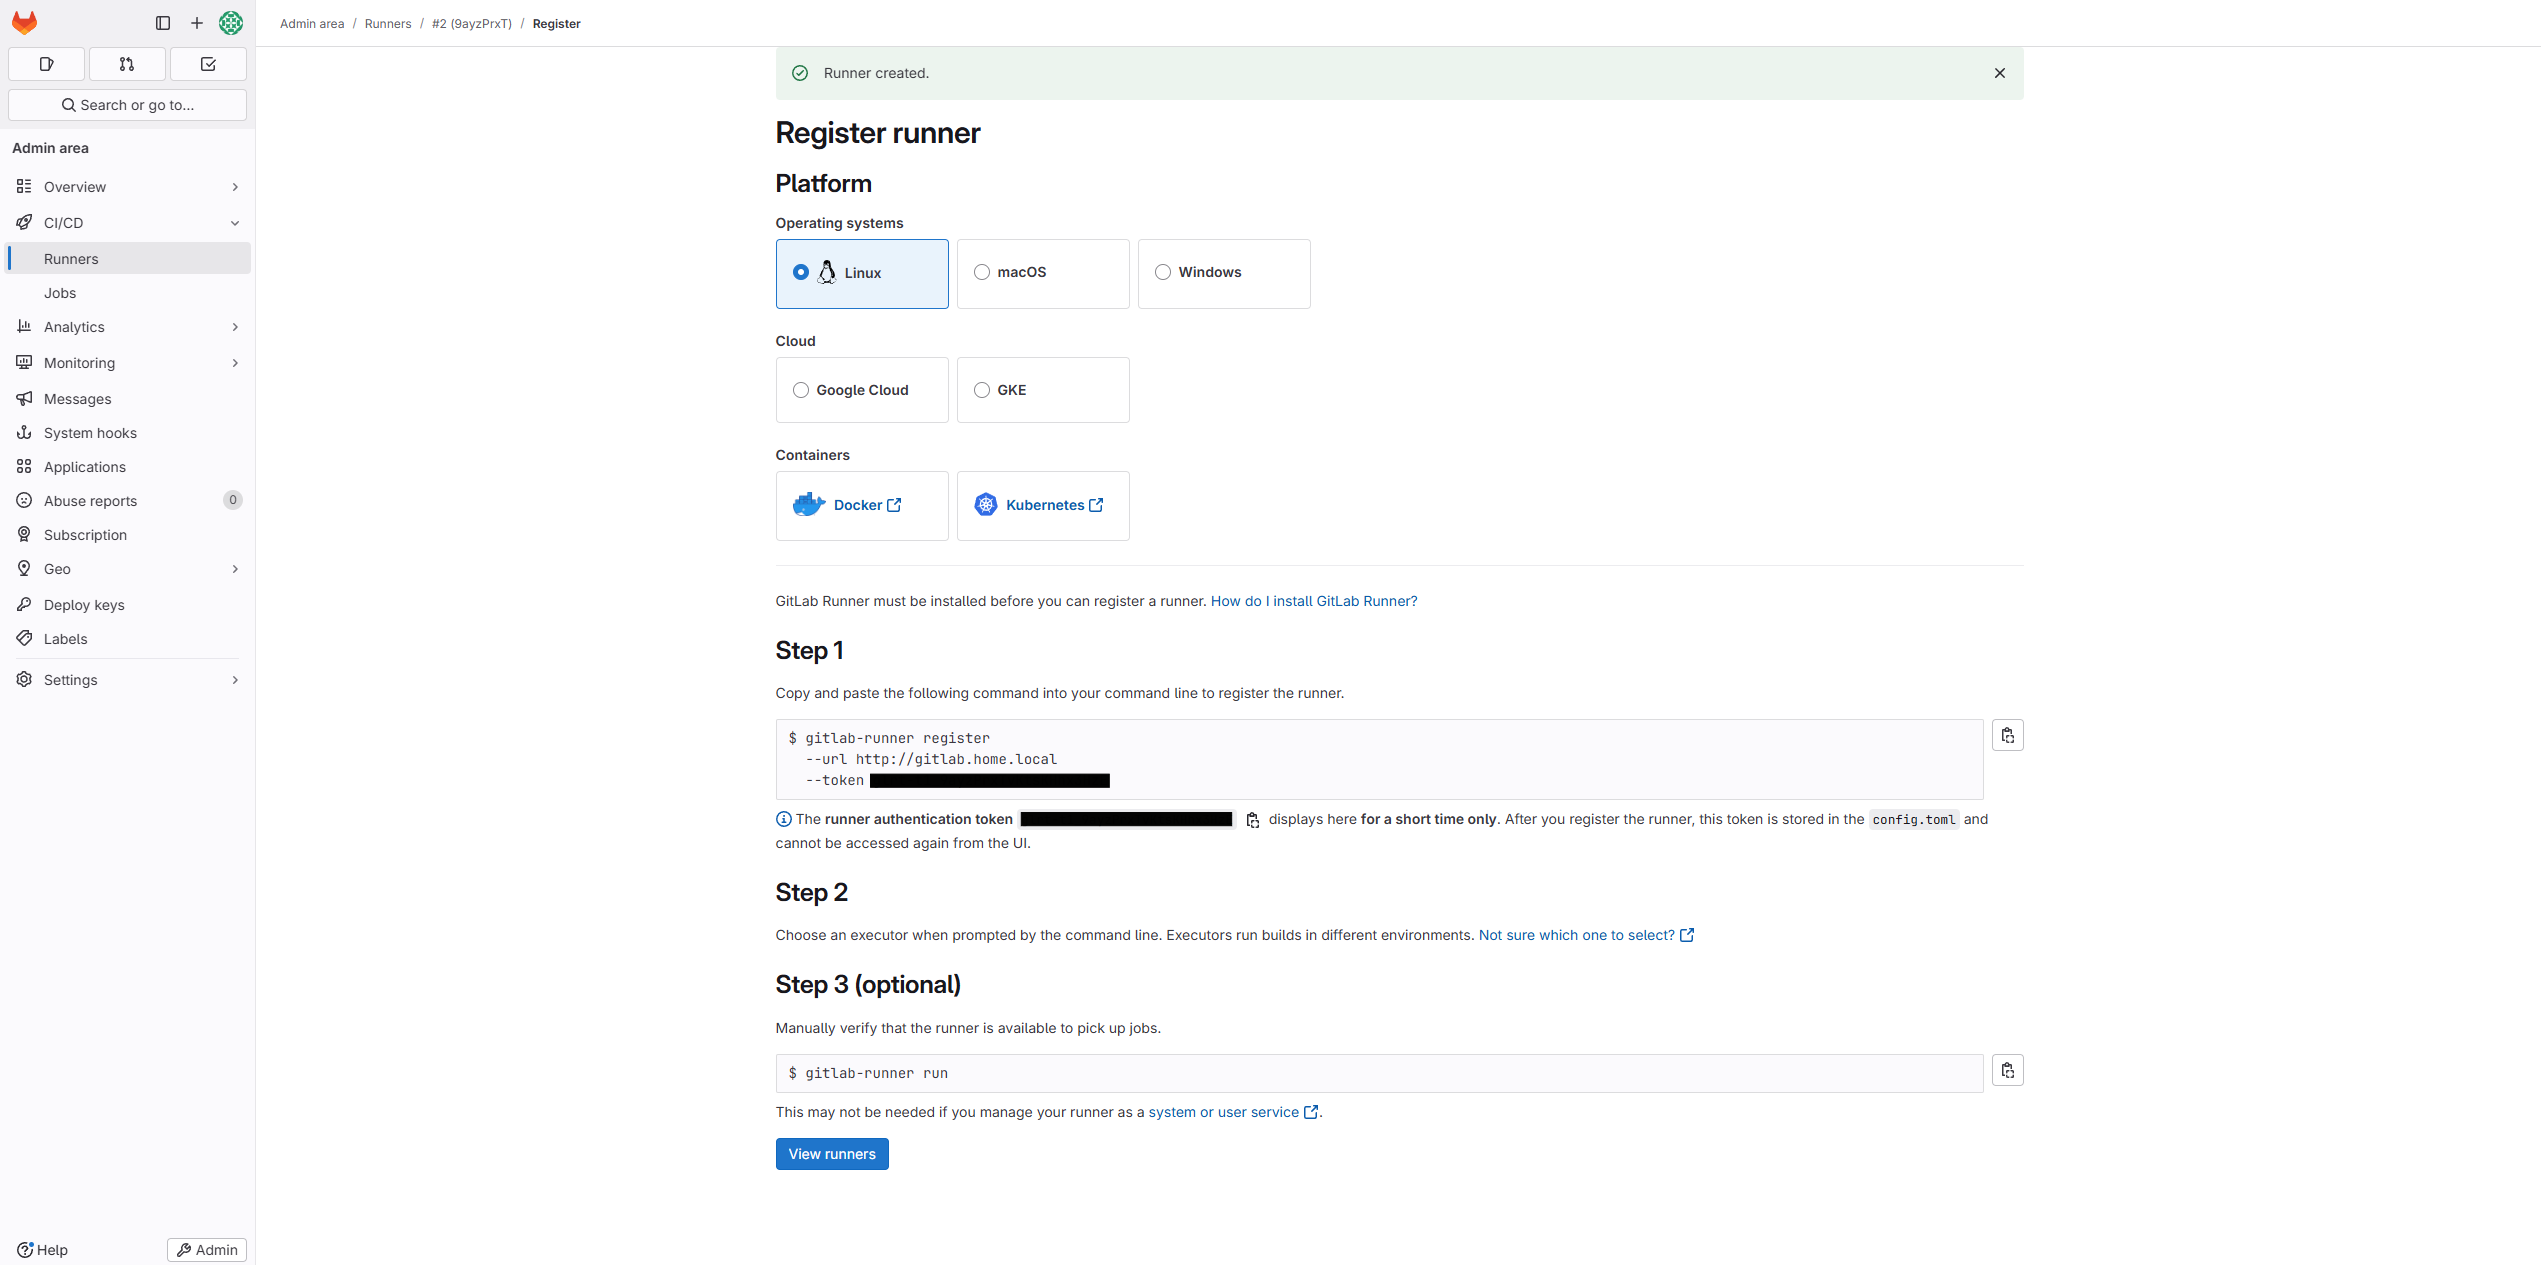 Admin area / Runners / #2 (9ayzPrxT) / Register
Search or go to...
Admin area
Overview
CI/CD
Runners
Jobs
Analytics
Monitoring
Messages
System hooks
Applications
Abuse reports 0
Subscription
Geo
Deploy keys
Labels
Settings
Help
Admin
Runner created.
Register runner
Platform
Operating systems
Linux macOS Windows
Cloud
Google Cloud GKE
Containers
Docker Kubernetes
GitLab Runner must be installed before you can register a runner. How do I install GitLab Runner?
Step 1
Copy and paste the following command into your command line to register the runner.
$ gitlab-runner register
--url http://gitlab.home.local
--token
The runner authentication token displays here for a short time only. After you register the runner, this token is stored in the config.toml and
cannot be accessed again from the UI.
Step 2
Choose an executor when prompted by the command line. Executors run builds in different environments. Not sure which one to select?
Step 3 (optional)
Manually verify that the runner is available to pick up jobs.
$ gitlab-runner run
This may not be needed if you manage your runner as a system or user service.
View runners